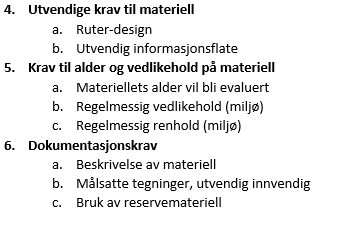 4. Utvendige krav til materiell
a. Ruter-design
b. Utvendig informasjonsflate
5. Krav til alder og vedlikehold på materiell
a. Materiellets alder vil bli evaluert
b. Regelmessig vedlikehold (miljø)
c. Regelmessig renhold (miljø)
6. Dokumentasjonskrav
a. Beskrivelse av materiell
b. Målsatte tegninger, utvendig innvendig
c. Bruk av reservemateriell